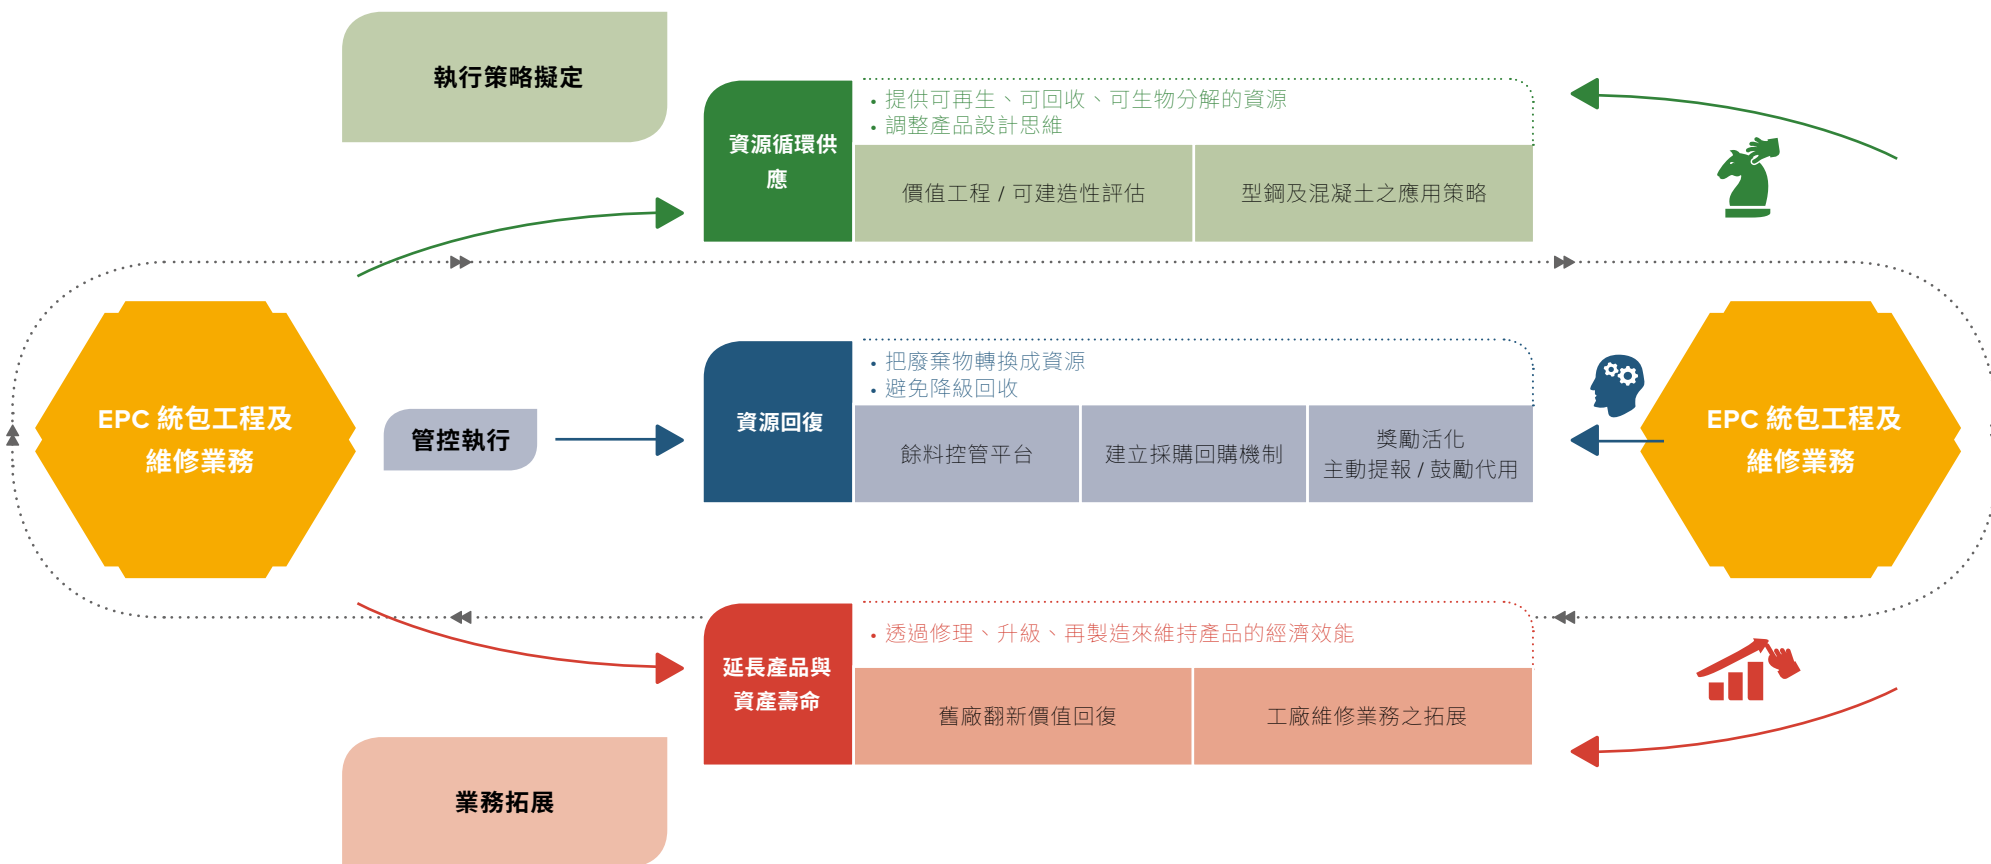 執行策略擬定
資源循環供
應
• 提供可再生、可回收、可生物分解的資源
• 調整產品設計思維
價值工程 / 可建造性評估
型鋼及混凝土之應用策略
EPC 統包工程及
維修業務
管控執行
資源回復
• 把廢棄物轉換成資源
• 避免降級回收
餘料控管平台
建立採購回購機制
獎勵活化
主動提報 / 鼓勵代用
EPC 統包工程及
維修業務
延長產品與
資產壽命
• 透過修理、升級、再製造來維持產品的經濟效能
舊廠翻新價值回復
工廠維修業務之拓展
業務拓展